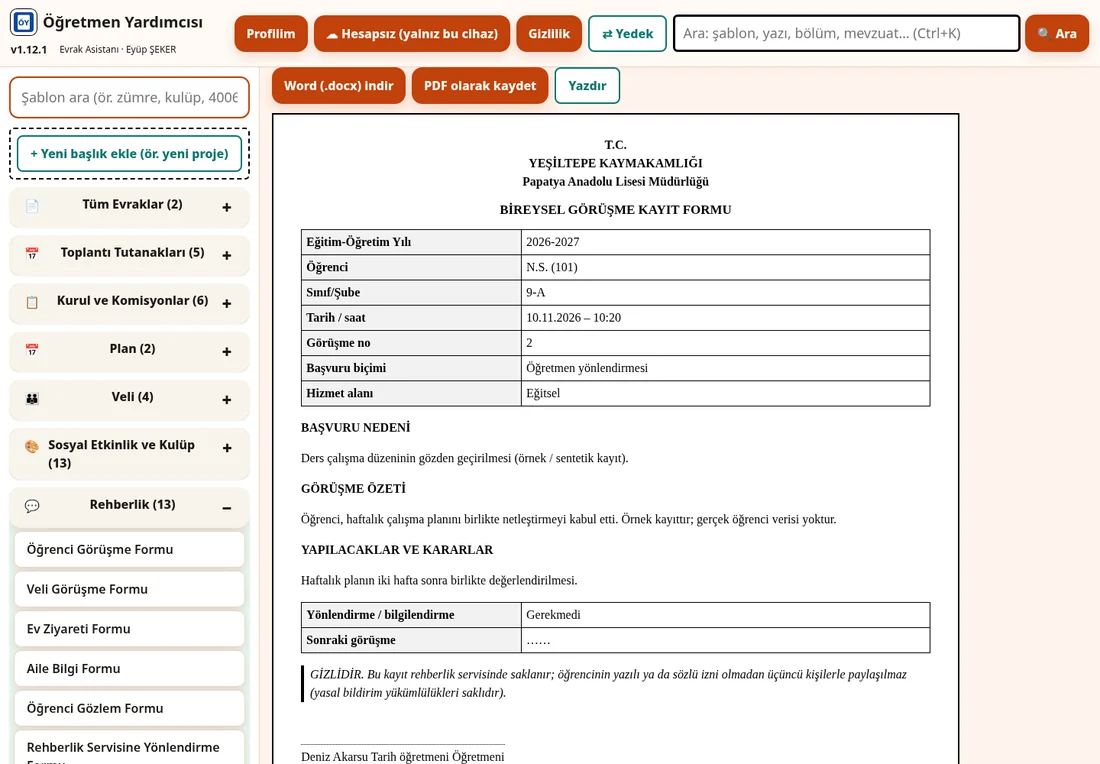 ÖY
Öğretmen Yardımcısı
v1.12.1 Evrak Asistanı · Eyüp ŞEKER
Profilim
☁ Hesapsız (yalnız bu cihaz)
Gizlilik
⇄ Yedek
Ara: şablon, yazı, bölüm, mevzuat... (Ctrl+K)
🔍 Ara
Şablon ara (ör. zümre, kulüp, 4006
+ Yeni başlık ekle (ör. yeni proje)
Tüm Evraklar (2) +
Toplantı Tutanakları (5) +
Kurul ve Komisyonlar (6) +
Plan (2) +
Veli (4) +
Sosyal Etkinlik ve Kulüp
(13) +
Rehberlik (13) −
Öğrenci Görüşme Formu
Veli Görüşme Formu
Ev Ziyareti Formu
Aile Bilgi Formu
Öğrenci Gözlem Formu
Rehberlik Servisine Yönlendirme
Word (.docx) indir
PDF olarak kaydet
Yazdır
T.C.
YEŞİLTEPE KAYMAKAMLIĞI
Papatya Anadolu Lisesi Müdürlüğü
BİREYSEL GÖRÜŞME KAYIT FORMU
Eğitim-Öğretim Yılı 2026-2027
Öğrenci N.S. (101)
Sınıf/Şube 9-A
Tarih / saat 10.11.2026 – 10:20
Görüşme no 2
Başvuru biçimi Öğretmen yönlendirmesi
Hizmet alanı Eğitsel
BAŞVURU NEDENİ
Ders çalışma düzeninin gözden geçirilmesi (örnek / sentetik kayıt).
GÖRÜŞME ÖZETİ
Öğrenci, haftalık çalışma planını birlikte netleştirmeyi kabul etti. Örnek kayıttır; gerçek öğrenci verisi yoktur.
YAPILACAKLAR VE KARARLAR
Haftalık planın iki hafta sonra birlikte değerlendirilmesi.
Yönlendirme / bilgilendirme Gerekmedi
Sonraki görüşme ……
GİZLİDİR. Bu kayıt rehberlik servisinde saklanır; öğrencinin yazılı ya da sözlü izni olmadan üçüncü kişilerle paylaşılmaz
(yasal bildirim yükümlülükleri saklıdır).
Deniz Akarsu Tarih öğretmeni Öğretmeni